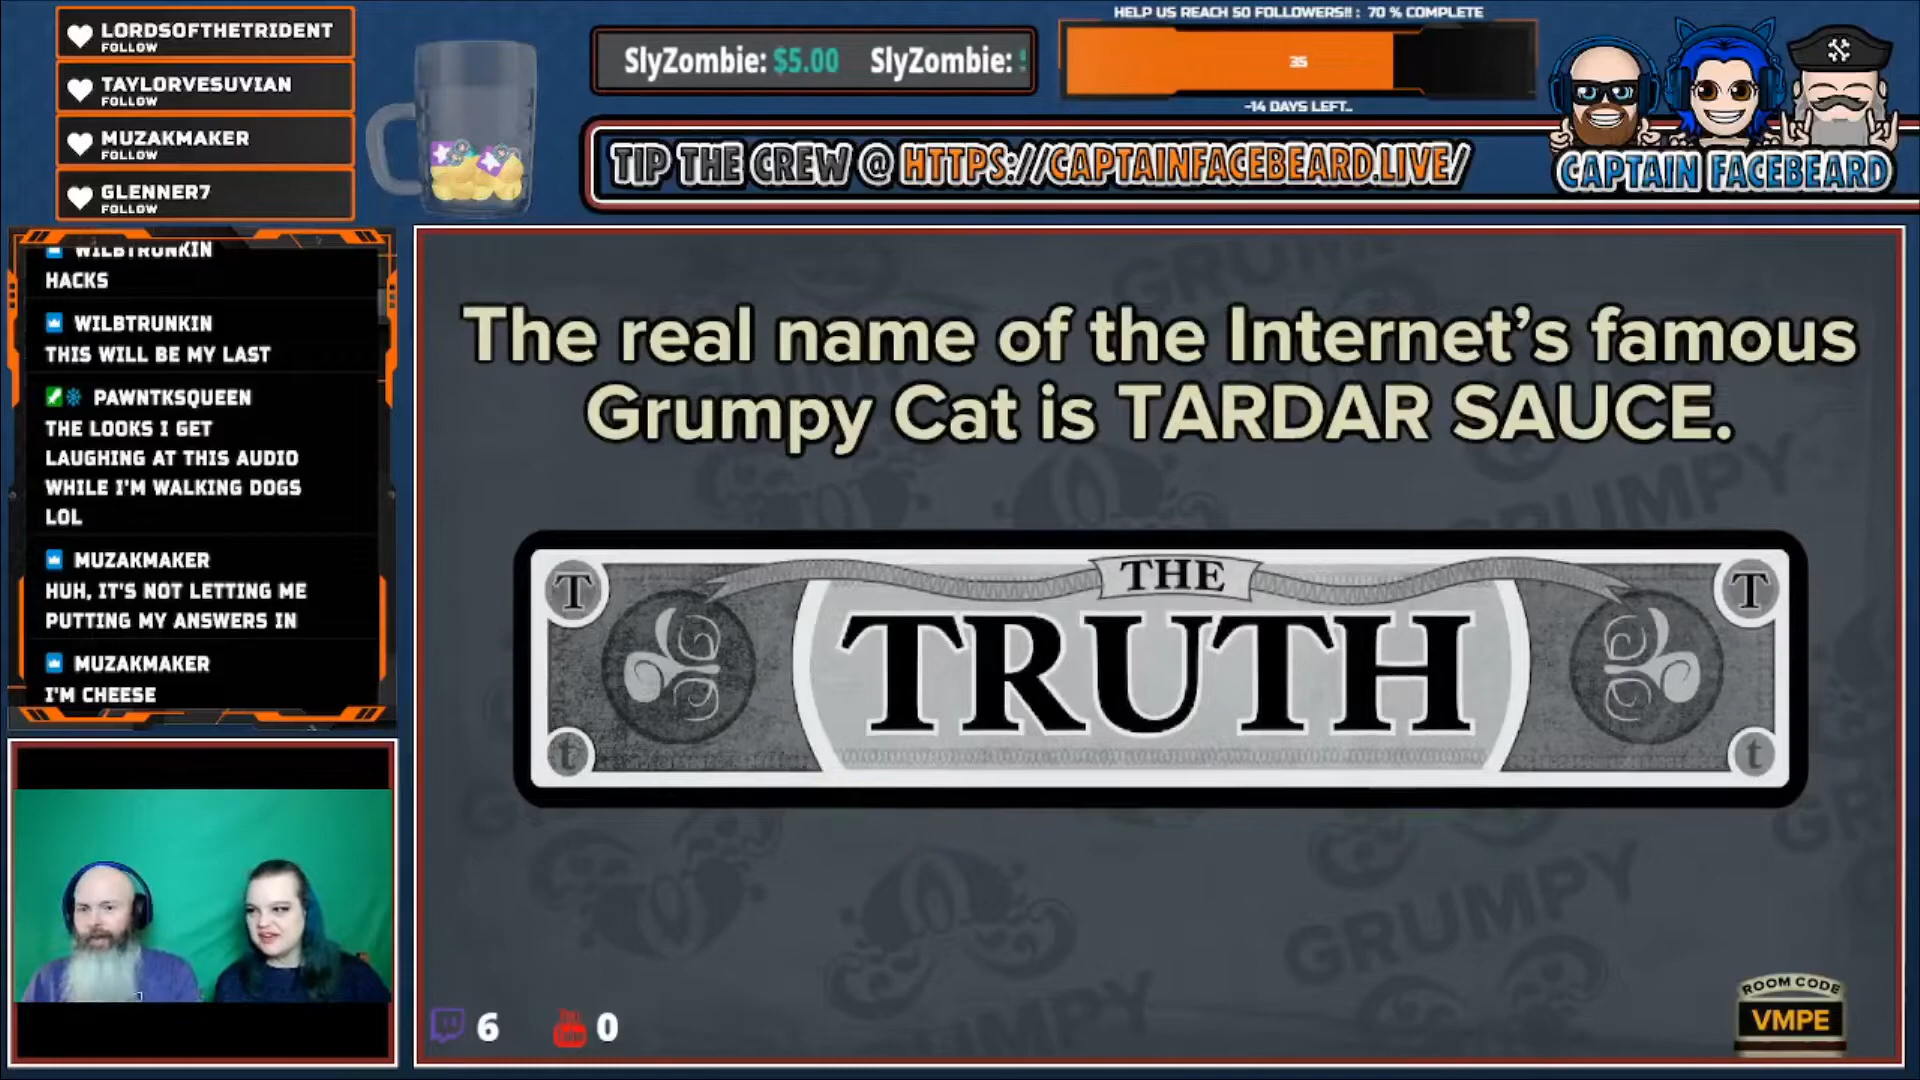 LORDSOFTHETRIDENT
FOLLOW
TAYLORVESUVIAN
FOLLOW
MUZAKMAKER
FOLLOW
GLENNER7
FOLLOW
SlyZombie: $5.00 SlyZombie:
HELP US REACH 50 FOLLOWERS!! : 70 % COMPLETE
35
-14 DAYS LEFT..
TIP THE CREW @ HTTPS://CAPTAINFACEBEARD.LIVE/
CAPTAIN FACEBEARD
WILBTRUNKIN
HACKS
WILBTRUNKIN
THIS WILL BE MY LAST
PAWNTKSQUEEN
THE LOOKS I GET
LAUGHING AT THIS AUDIO
WHILE I'M WALKING DOGS
LOL
MUZAKMAKER
HUH, IT'S NOT LETTING ME
PUTTING MY ANSWERS IN
MUZAKMAKER
I'M CHEESE
The real name of the Internet's famous
Grumpy Cat is TARDAR SAUCE.
T
THE
T
TRUTH
t
t
GRUMPY
GRUMPY
6
0
ROOM CODE
VMPE